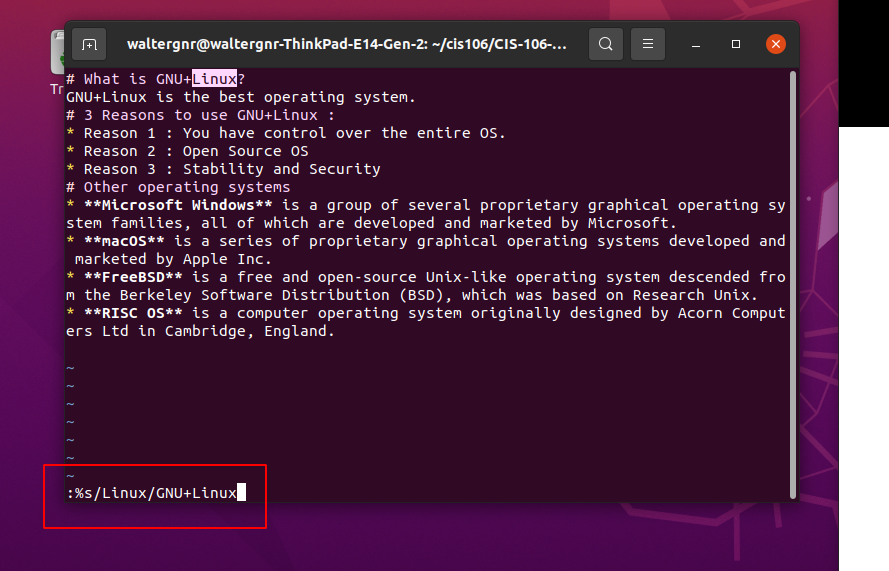 waltergnr@waltergnr-ThinkPad-E14-Gen-2: ~/cis106/CIS-106-...
Tr
# What is GNU+Linux?
GNU+Linux is the best operating system.
# 3 Reasons to use GNU+Linux :
* Reason 1 : You have control over the entire OS.
* Reason 2 : Open Source OS
* Reason 3 : Stability and Security
# Other operating systems
* **Microsoft Windows** is a group of several proprietary graphical operating sy
stem families, all of which are developed and marketed by Microsoft.
* **macOS** is a series of proprietary graphical operating systems developed and
 marketed by Apple Inc.
* **FreeBSD** is a free and open-source Unix-like operating system descended fro
m the Berkeley Software Distribution (BSD), which was based on Research Unix.
* **RISC OS** is a computer operating system originally designed by Acorn Comput
ers Ltd in Cambridge, England.
~
~
~
~
~
~
~
:%s/Linux/GNU+Linux